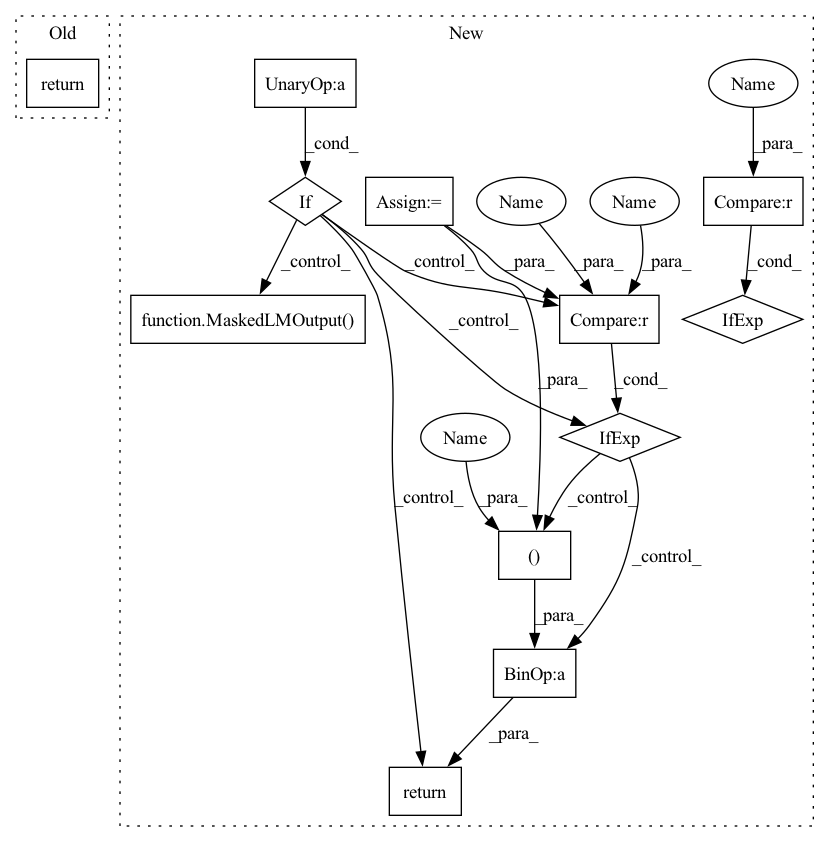 Old
New
return
UnaryOp:a
Name
_cond_
_para_
If
Assign:=
Name
Name
Compare:r
_control_
_control_
_para_
_para_
_para_
_cond_
function.MaskedLMOutput()
Compare:r
IfExp
_control_
_para_
_cond_
Name
IfExp
_control_
_para_
_control_
()
_control_
_para_
BinOp:a
_para_
return